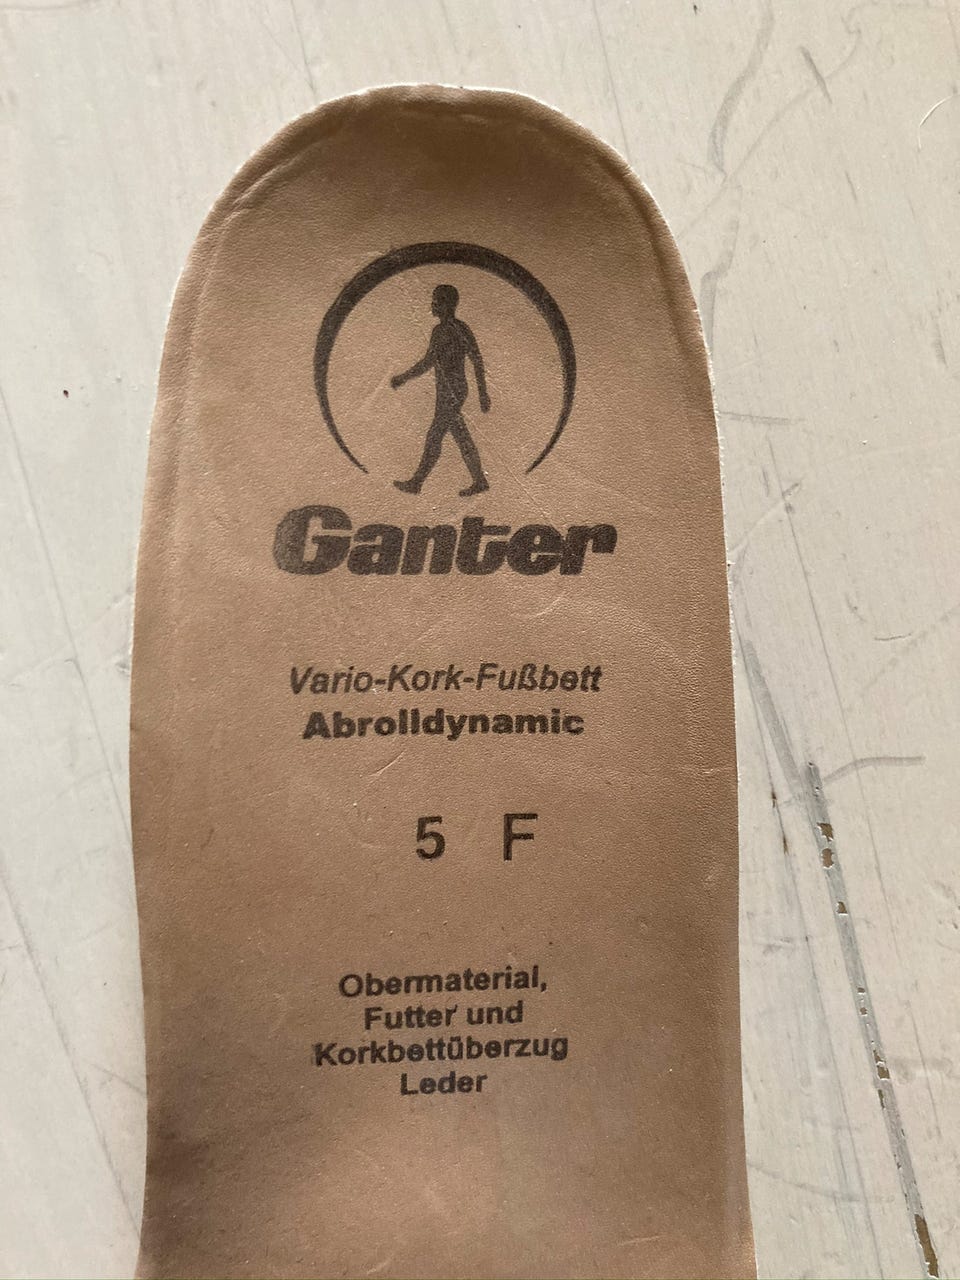 Ganter
Vario-Kork-Fußbett
Abrolldynamic
5 F
Obermaterial,
Futter und
Korkbettüberzug
Leder